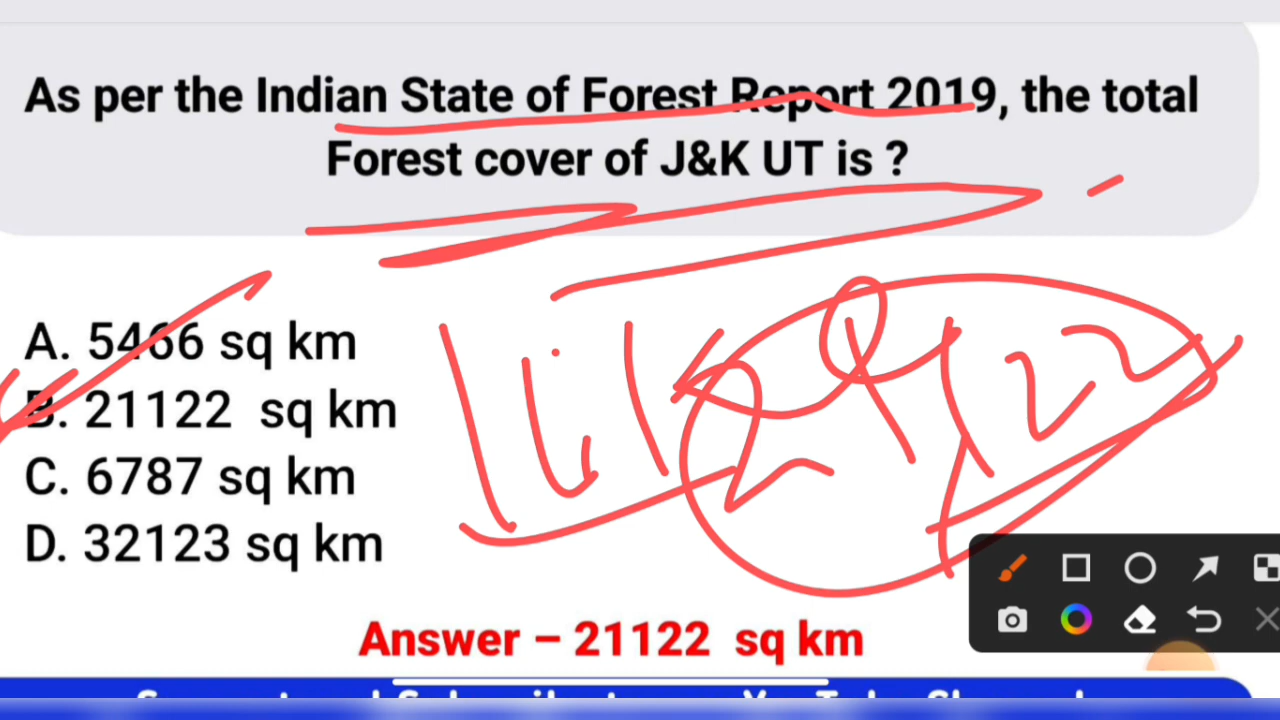 As per the Indian State of Forest Report 2019, the total
Forest cover of J&K UT is ?
A. 5466 sq km
B. 21122 sq km
C. 6787 sq km
D. 32123 sq km
21122
Answer – 21122 sq km